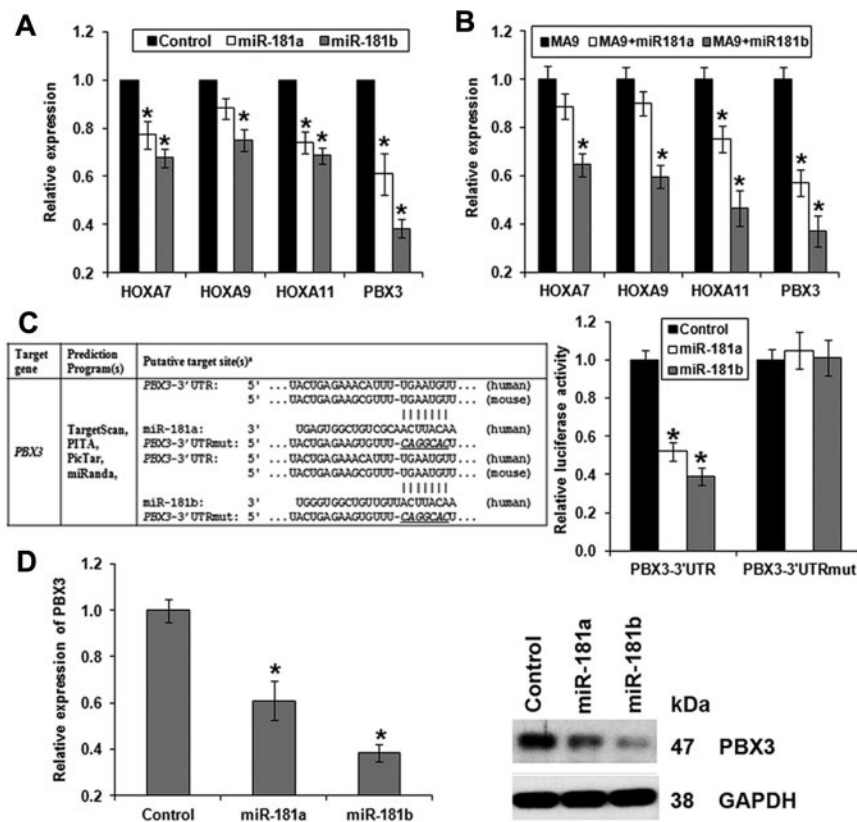 A
Control miR-181a miR-181b
Relative expression
1.0
0.8
0.6
0.4
0.2
HOXA7 HOXA9 HOXA11 PBX3
* * * * * * *
B
MA9 MA9+miR181a MA9+miR181b
Relative expression
1.0
0.8
0.6
0.4
0.2
HOXA7 HOXA9 HOXA11 PBX3
* * * * * *
C
Target gene Prediction Program(s) Putative target site(s)ª
PBX3 TargetScan, PITA, PicTar, miRanda,
PBX3-3'UTR: 5' ...UACUGAGAAACAUUU-UGAAUGUU... (human)
5' ...UACUGAGAAGCGUUU-UGAAUGUU... (mouse)
|||||||
miR-181a: 3' UGAGUGGCUGUCGCAACUUACAA (human)
PBX3-3'UTRmut: 5' ...UACUGAGAAGUGUUU-CAGGCACU...
PBX3-3'UTR: 5' ...UACUGAGAAACAUUU-UGAAUGUU... (human)
5' ...UACUGAGAAGCGUUU-UGAAUGUU... (mouse)
|||||||
miR-181b: 3' UGGGUGGCUGUUGUUACUUACAA (human)
PBX3-3'UTRmut: 5' ...UACUGAGAAGUGUUU-CAGGCACU...
Control
miR-181a
miR-181b
Relative luciferase activity
1.2
1.0
0.8
0.6
0.4
0.2
0.0
* *
PBX3-3'UTR PBX3-3'UTRmut
D
Relative expression of PBX3
1.2
1.0
0.8
0.6
0.4
0.2
* *
Control miR-181a miR-181b
Control miR-181a miR-181b kDa
47 PBX3
38 GAPDH